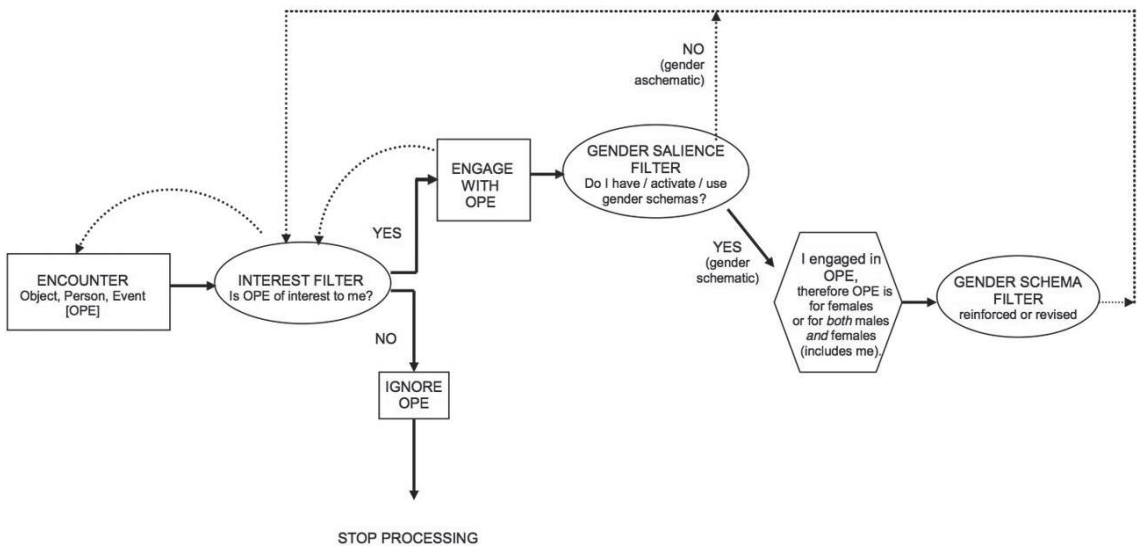 NO
(gender
aschematic)
ENGAGE
WITH
OPE
GENDER SALIENCE
FILTER
Do I have / activate / use
gender schemas?
YES
NO
ENCOUNTER
Object, Person, Event
[OPE]
INTEREST FILTER
Is OPE of interest to me?
IGNORE
OPE
STOP PROCESSING
YES
(gender
schematic)
I engaged in
OPE,
therefore OPE is
for females
or for both males
and females
(includes me).
GENDER SCHEMA
FILTER
reinforced or revised